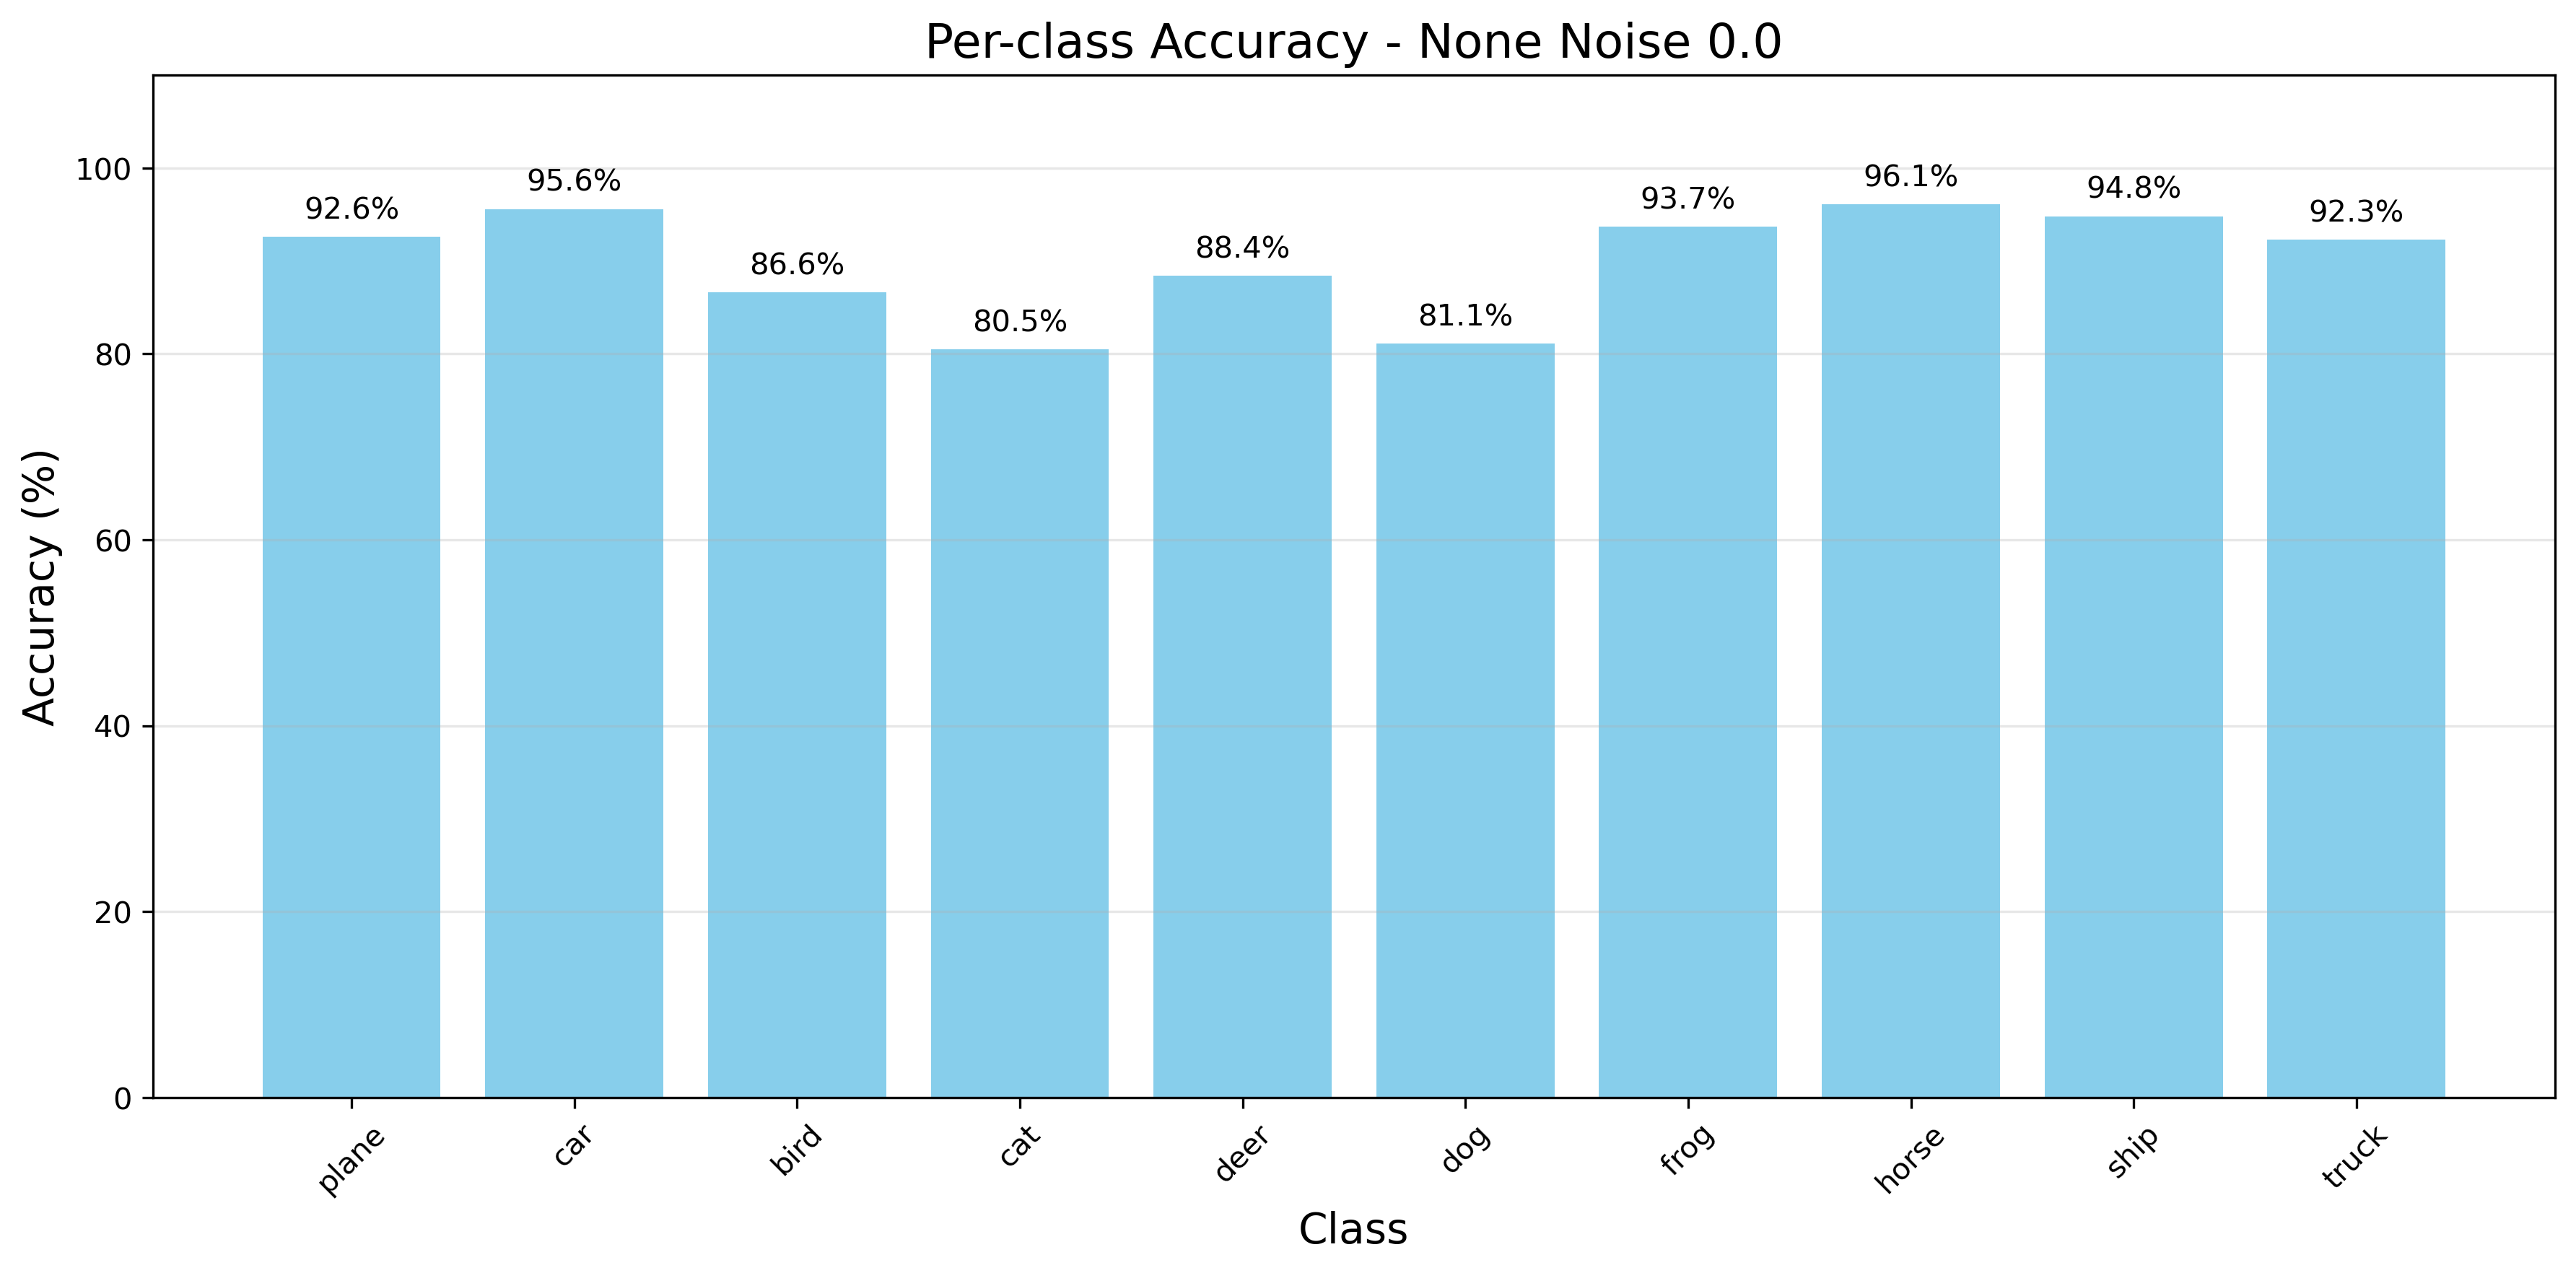 Per-class Accuracy - None Noise 0.0
Accuracy (%)
100
80
60
40
20
0
92.6%
95.6%
86.6%
80.5%
88.4%
81.1%
93.7%
96.1%
94.8%
92.3%
plane
car
bird
cat
deer
dog
frog
horse
ship
truck
Class